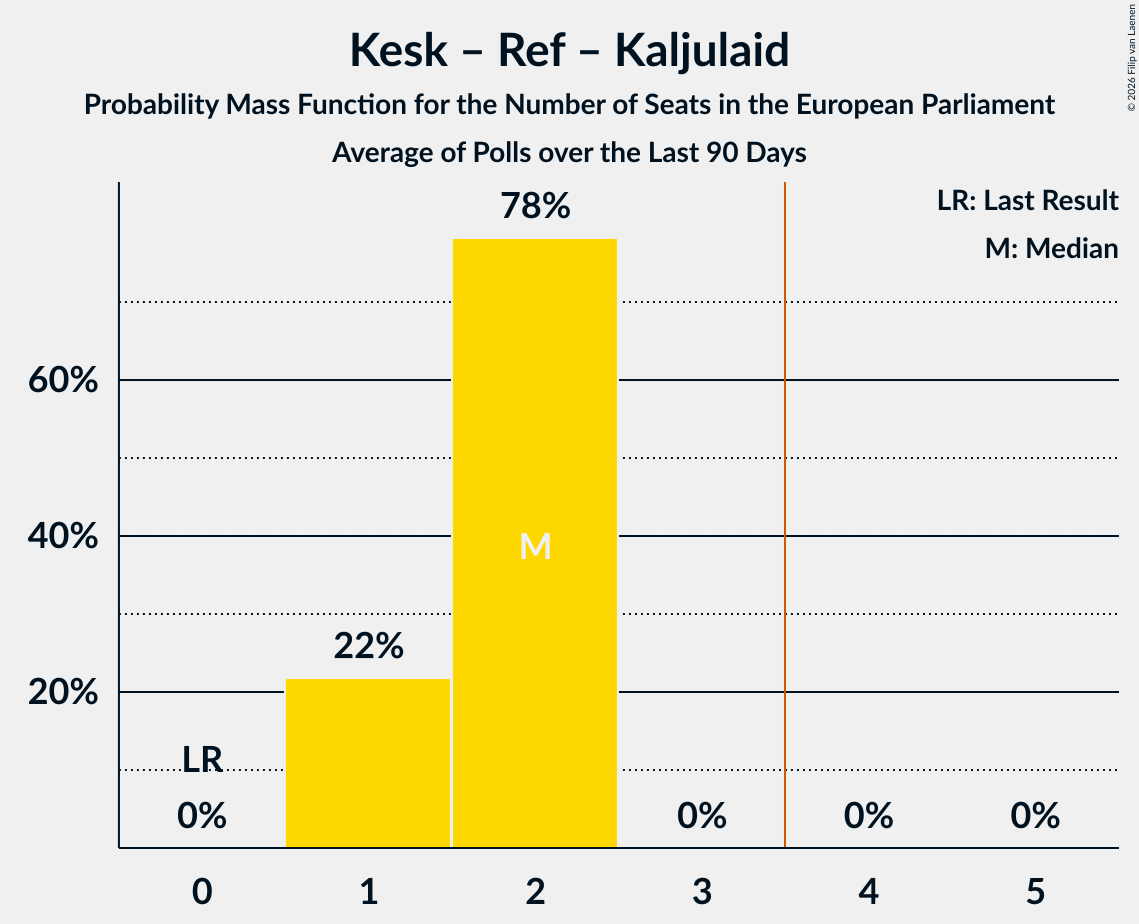 Kesk – Ref – Kaljulaid
Probability Mass Function for the Number of Seats in the European Parliament
Average of Polls over the Last 90 Days
© 2026 Filip van Laenen
LR: Last Result
M: Median
78%
60%
40%
M
22%
20%
LR
0%
0%
0%
0%
0
1
2
3
4
5